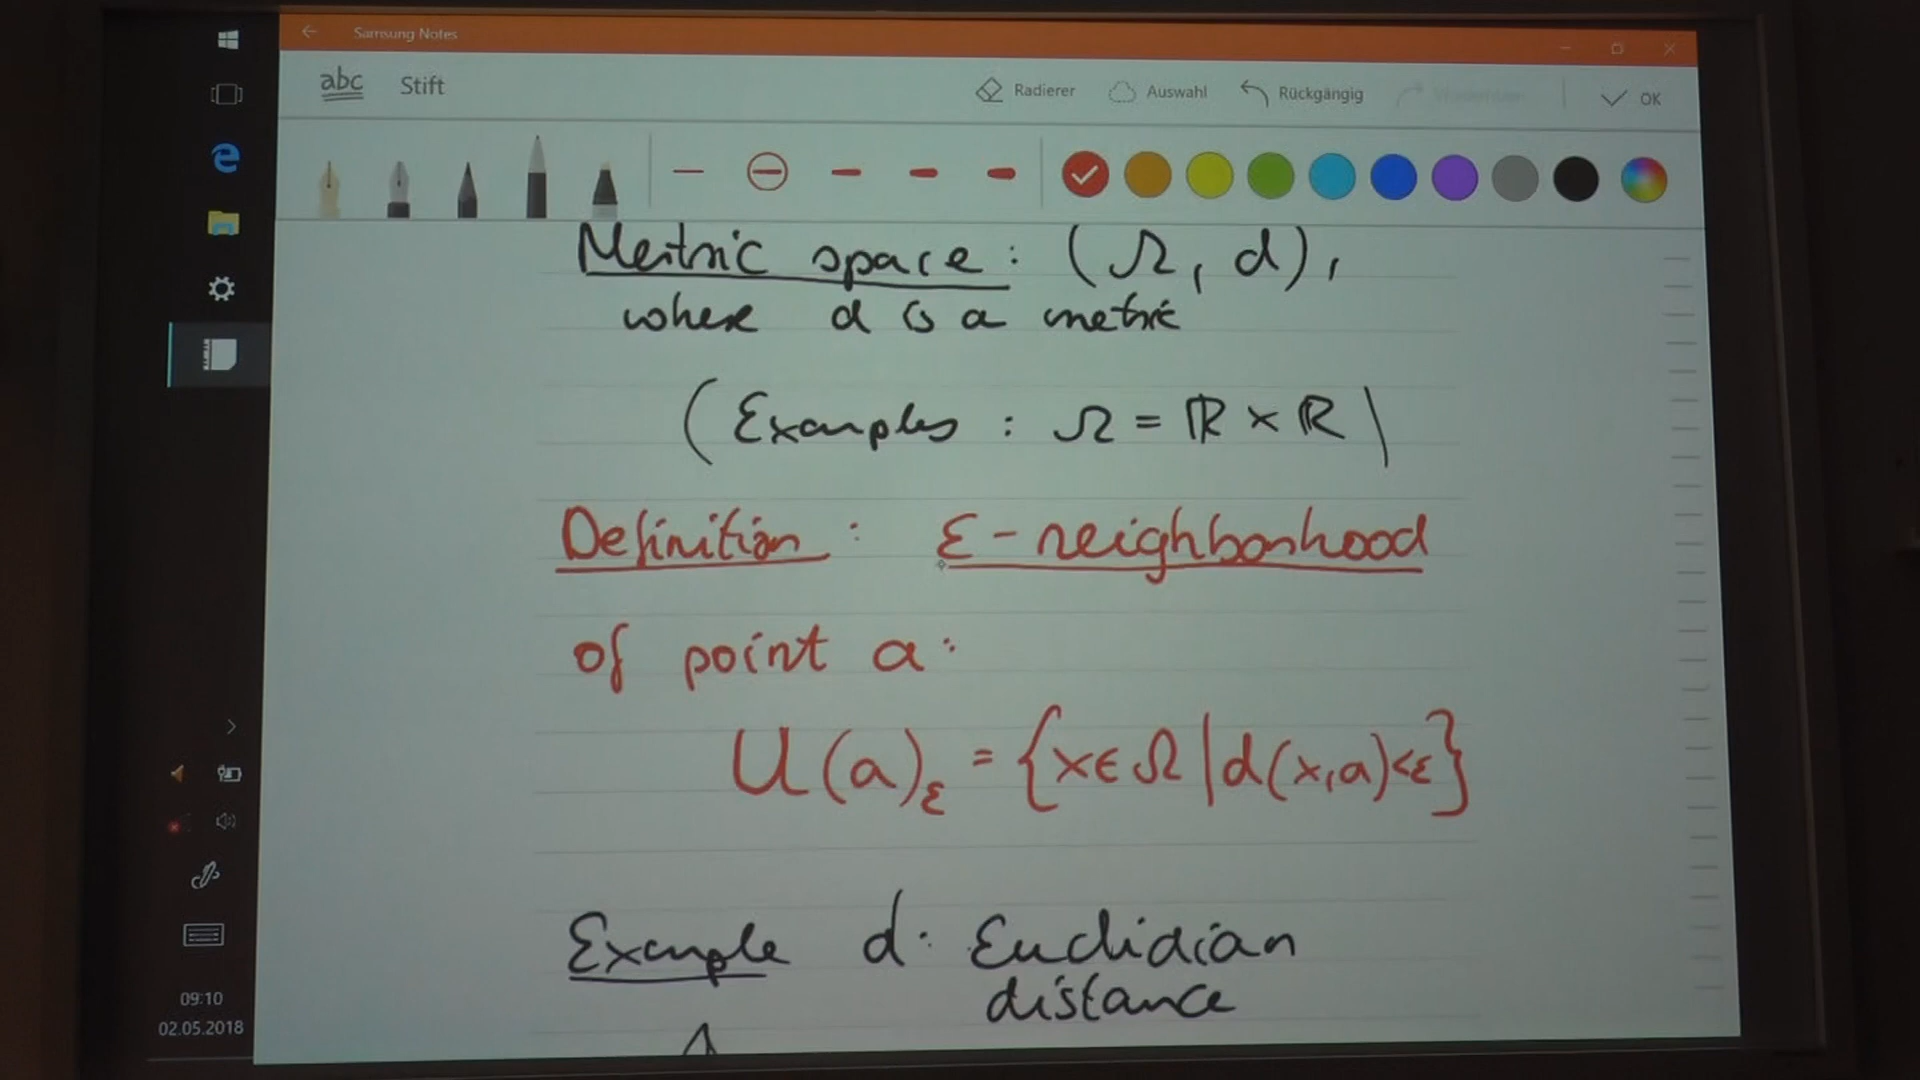 Samsung Notes
abc Stift Radierer Auswahl Rückgängig OK
Metric space : (Ω, d),
where d is a metric
(Examples : Ω = ℝ × ℝ)
Definition : ε-neighborhood
of point a:
U(a)ε = {x∈Ω|d(x,a)<ε}
Example d: Euclidian
distance
09:10
02.05.2018